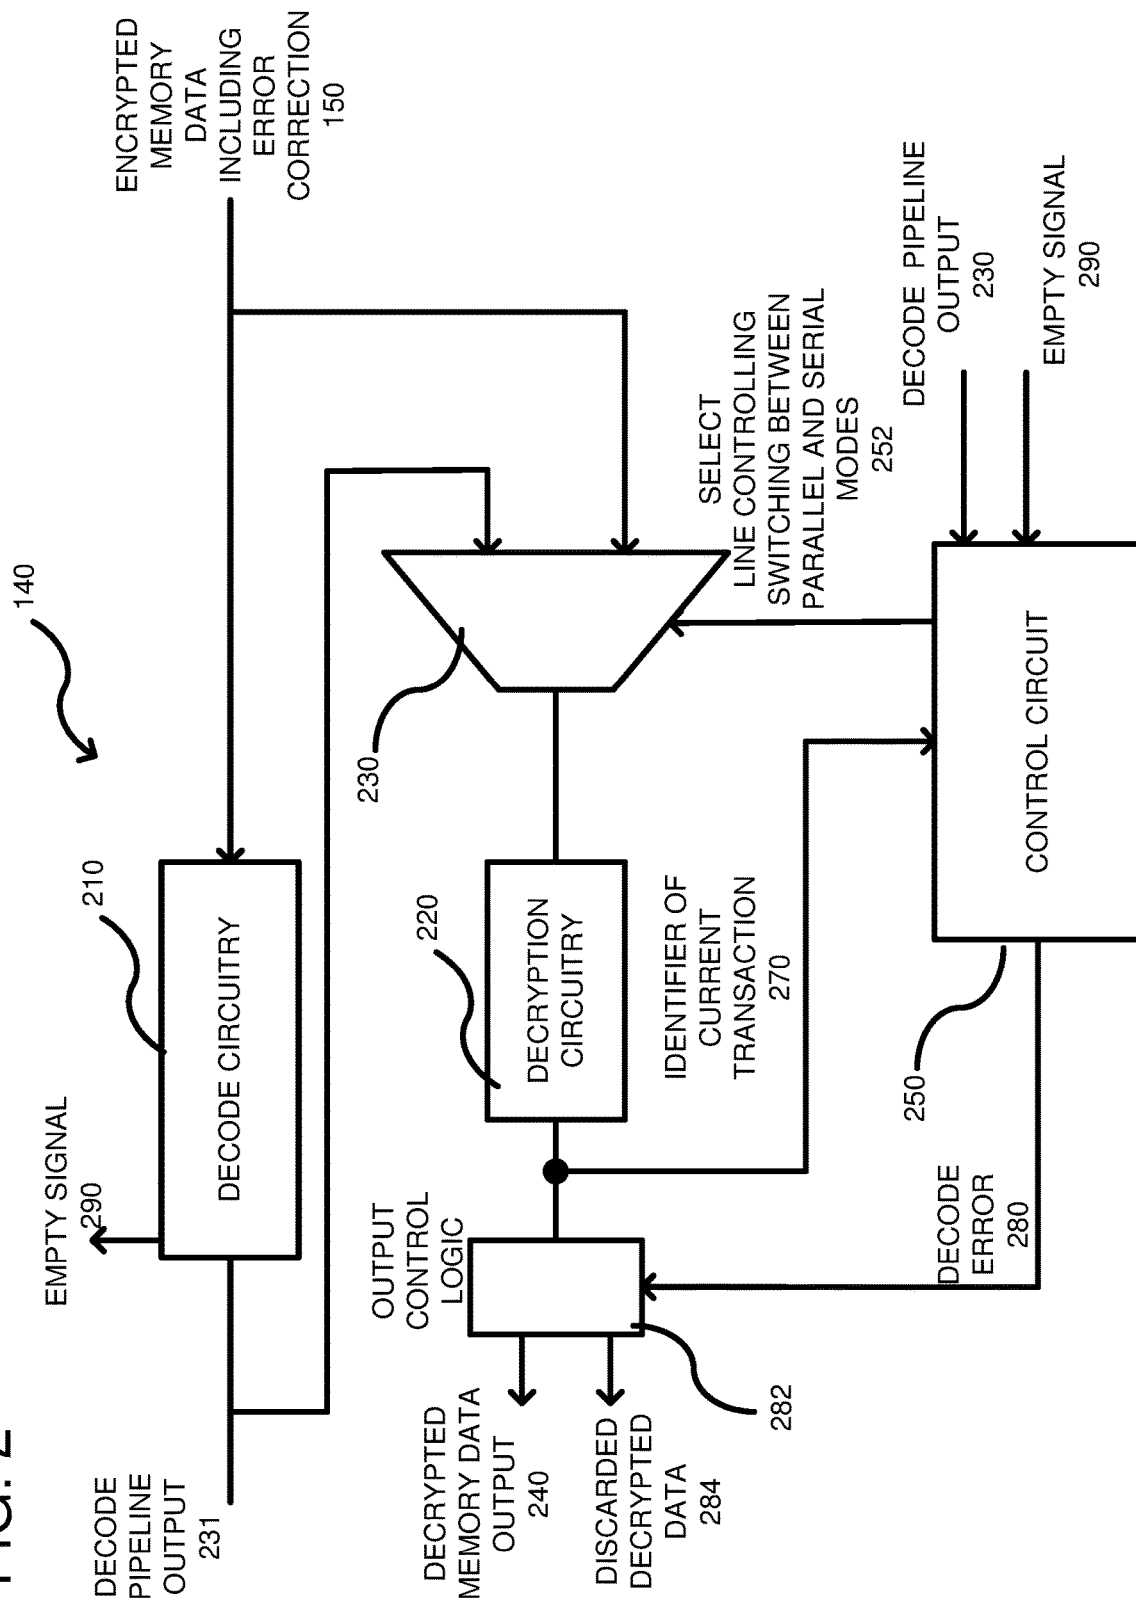 FIG. 2
140
ENCRYPTED
MEMORY
DATA
INCLUDING
ERROR
CORRECTION
150
EMPTY SIGNAL
290
210
DECODE CIRCUITRY
DECODE
PIPELINE
OUTPUT
231
230
220
DECRYPTION
CIRCUITRY
OUTPUT
CONTROL
LOGIC
DECRYPTED
MEMORY DATA
OUTPUT
240
DISCARDED
DECRYPTED
DATA
284
282
IDENTIFIER OF
CURRENT
TRANSACTION
270
SELECT
LINE CONTROLLING
SWITCHING BETWEEN
PARALLEL AND SERIAL
MODES
252
DECODE PIPELINE
OUTPUT
230
EMPTY SIGNAL
290
DECODE
ERROR
280
250
CONTROL CIRCUIT